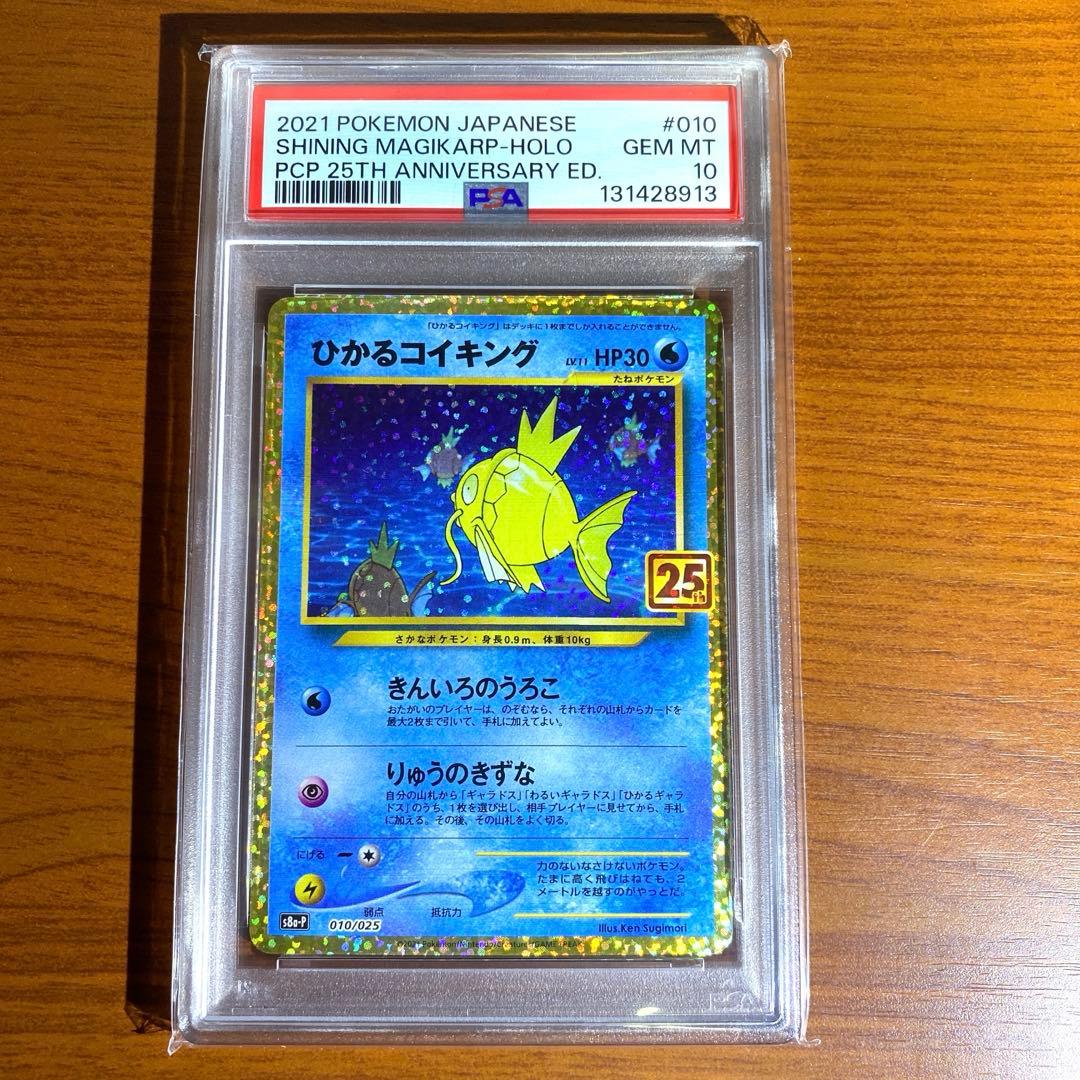 2021 POKEMON JAPANESE #010
SHINING MAGIKARP-HOLO GEM MT
PCP 25TH ANNIVERSARY ED. 10
PSA 131428913
「ひかるコイキング」はデッキに1枚までしか入れることができません。
ひかるコイキング LV.11 HP30
たねポケモン
25th
さかなポケモン：身長0.9m、体重10kg
きんいろのうろこ
おたがいのプレイヤーは、のぞむなら、それぞれの山札からカードを
最大2枚まで引いて、手札に加えてよい。
りゅうのきずな
自分の山札から「ギャラドス」「わるいギャラドス」「ひかるギャラ
ドス」のうち、1枚を選び出し、相手プレイヤーに見せてから、手札
に加える。その後、その山札をよく切る。
にげる
力のないなさけないポケモン。
たまに高く飛びはねても、2
メートルを越すのがやっとだ。
弱点 抵抗力
s8a-P 010/025
Illus.Ken Sugimori
©2021 Pokémon/Nintendo/Creatures/GAME FREAK
PSA